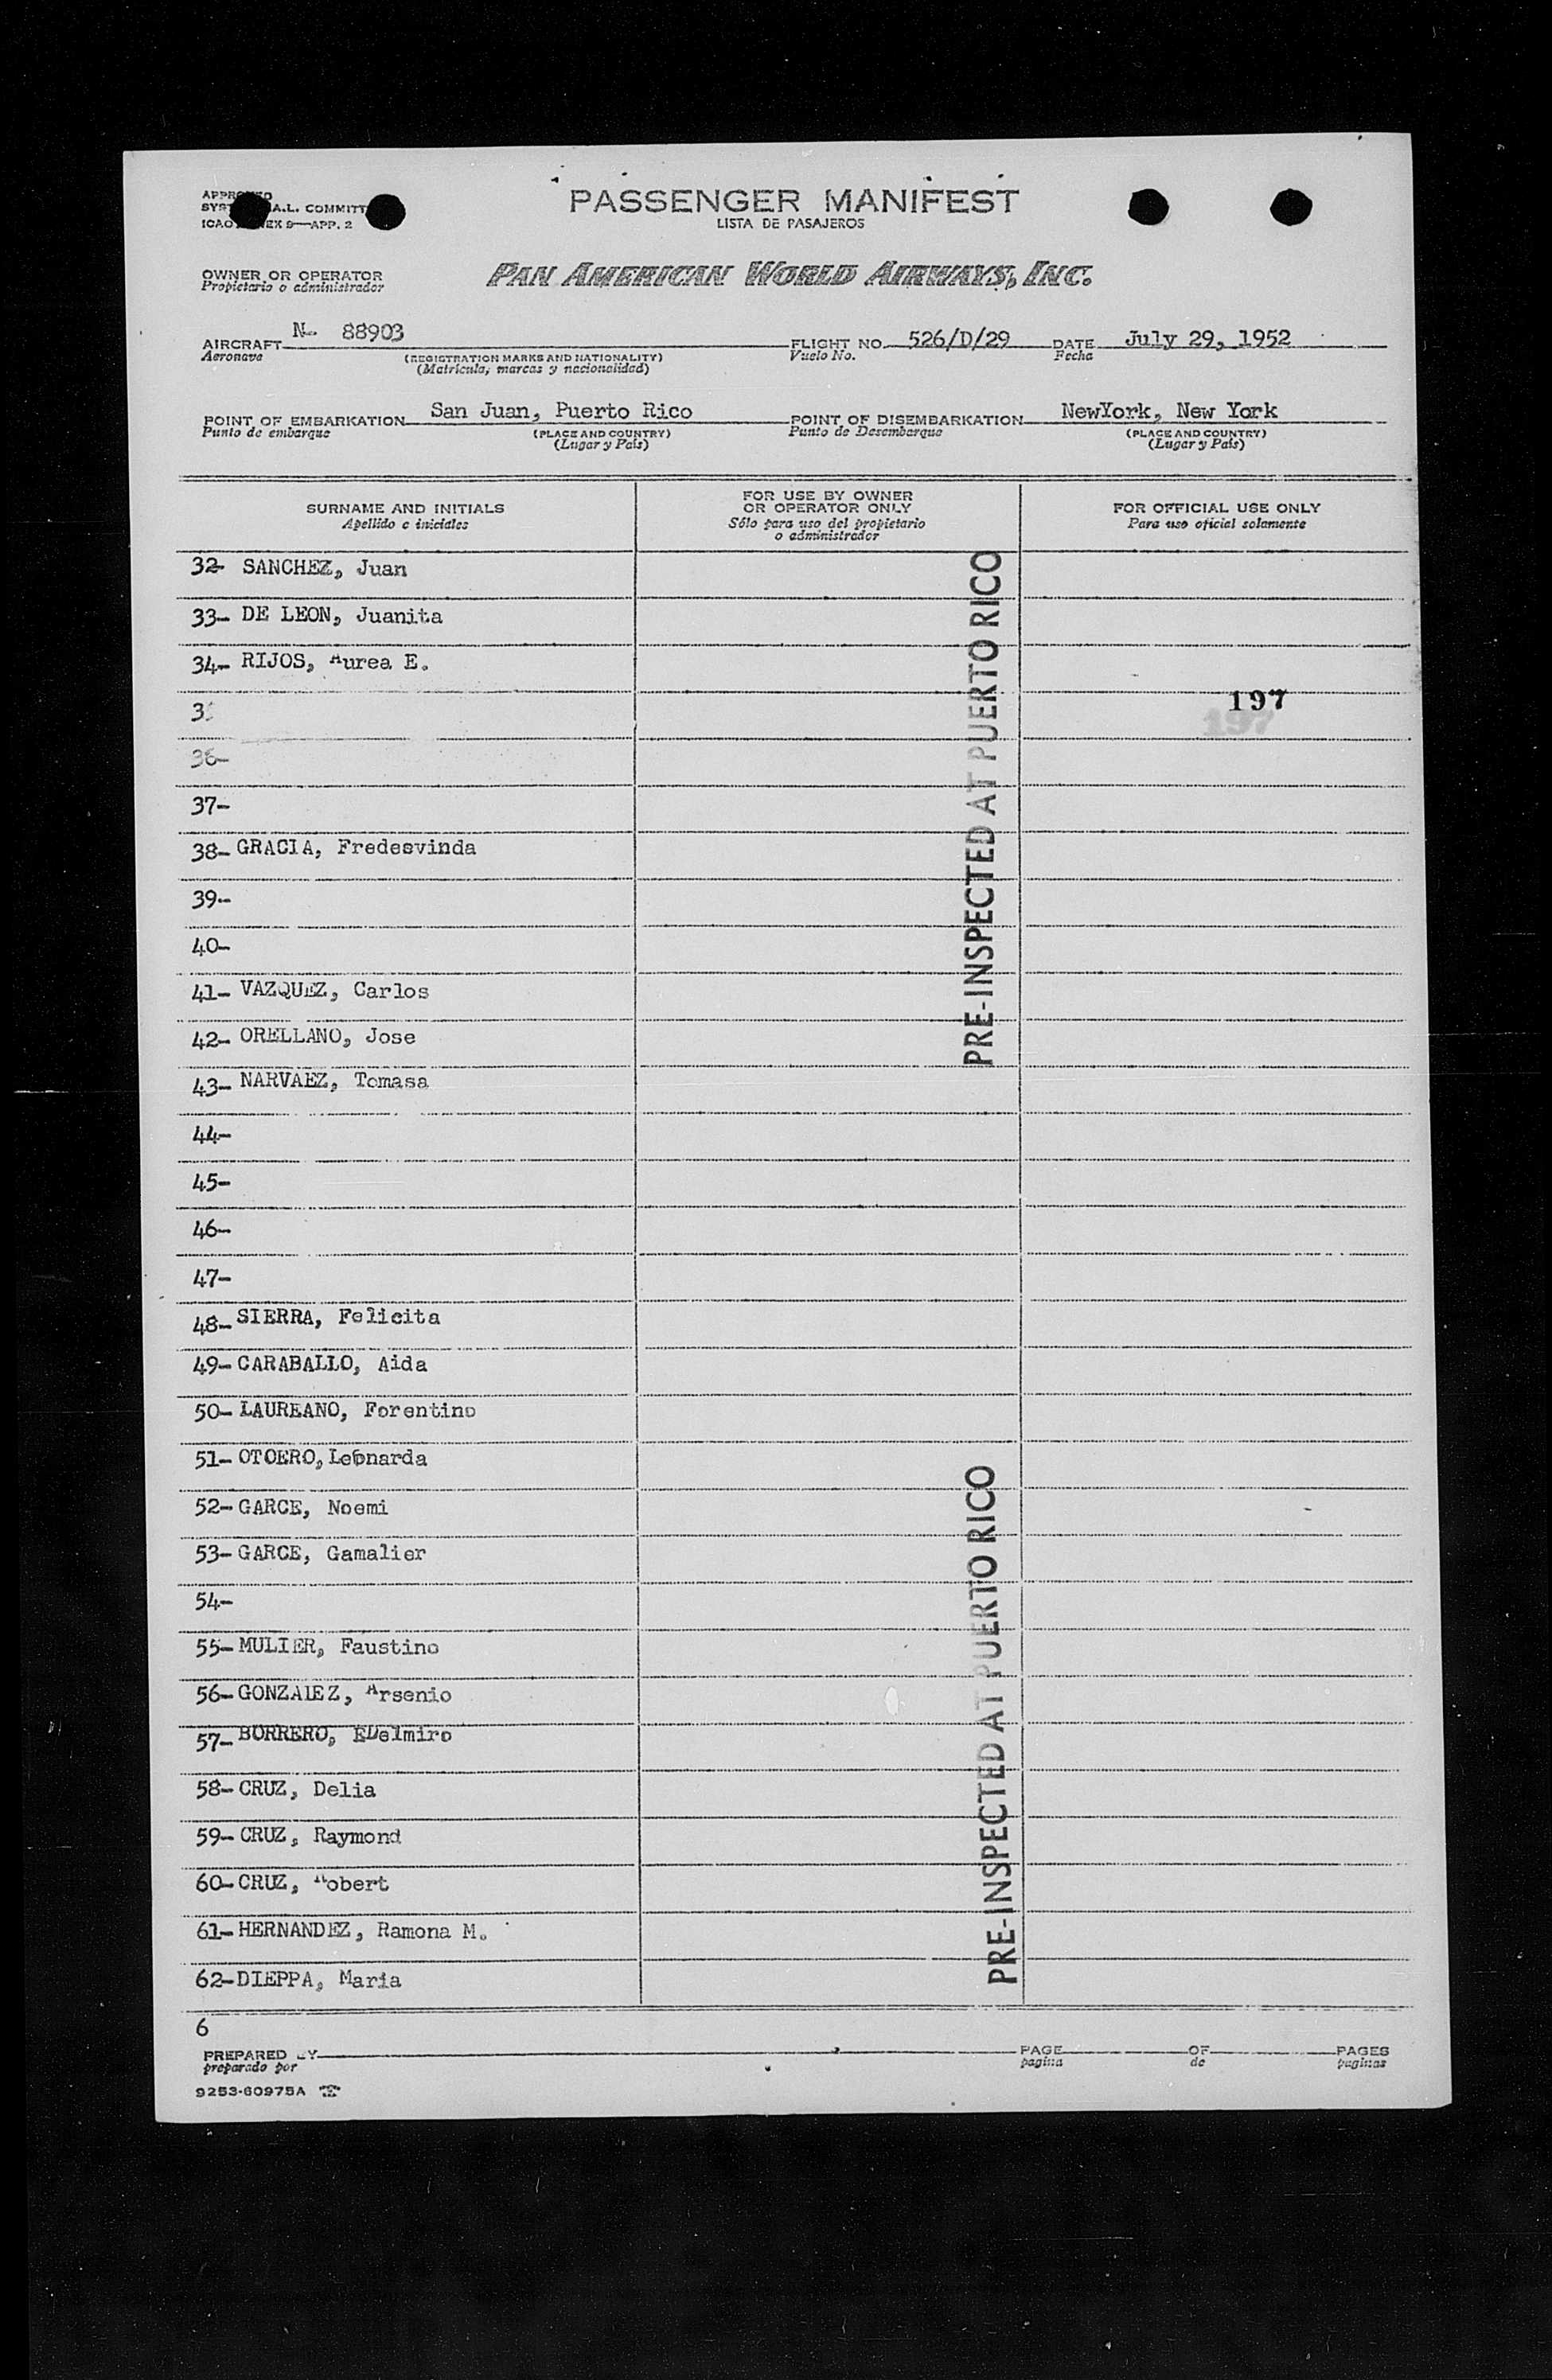 PASSENGER MANIFEST
LISTA DE PASAJEROS
A.L.
APP. 2
OWNER OR OPERATOR
Propietario o administrador
PAN AMERICAN WORLD AIRWAYS, INC.
AIRCRAFT N- 88903 FLIGHT NO. 526/D/29 DATE July 29, 1952
Aeronave (REGISTRATION MARKS AND NATIONALITY) Vuelo No. Fecha
(Matrícula, marcas y nacionalidad)
POINT OF EMBARKATION San Juan, Puerto Rico POINT OF DISEMBARKATION NewYork, New York
Punto de embarque (PLACE AND COUNTRY) Punto de Desembarque (PLACE AND COUNTRY)
(Lugar y País) (Lugar y País)
SURNAME AND INITIALS
Apellido e iniciales
FOR USE BY OWNER
OR OPERATOR ONLY
Sólo para uso del propietario
o administrador
FOR OFFICIAL USE ONLY
Para uso oficial solamente
32- SANCHEZ, Juan
33- DE LEON, Juanita
34- RIJOS, Aurea E.
197
197
36-
37-
38- GRACIA, Fredesvinda
39-
40-
41- VAZQUEZ, Carlos
42- ORELLANO, Jose
43- NARVAEZ, Tomasa
44-
45-
46-
47-
48- SIERRA, Felicita
49- CARABALLO, Aida
50- LAUREANO, Forentino
51- OTOERO, Leonarda
52- GARCE, Noemi
53- GARCE, Gamalier
54-
55- MULIER, Faustino
56- GONZALEZ, Arsenio
57- BORRERO,
58- CRUZ, Delia
59- CRUZ, Raymond
60- CRUZ, Robert
61- HERNANDEZ, Ramona M.
62- DIEPPA, Maria
PRE-INSPECTED AT PUERTO RICO
PRE-INSPECTED AT PUERTO RICO
6
PREPARED BY PAGE OF PAGES
preparado por pagina de paginas
9253-60975A